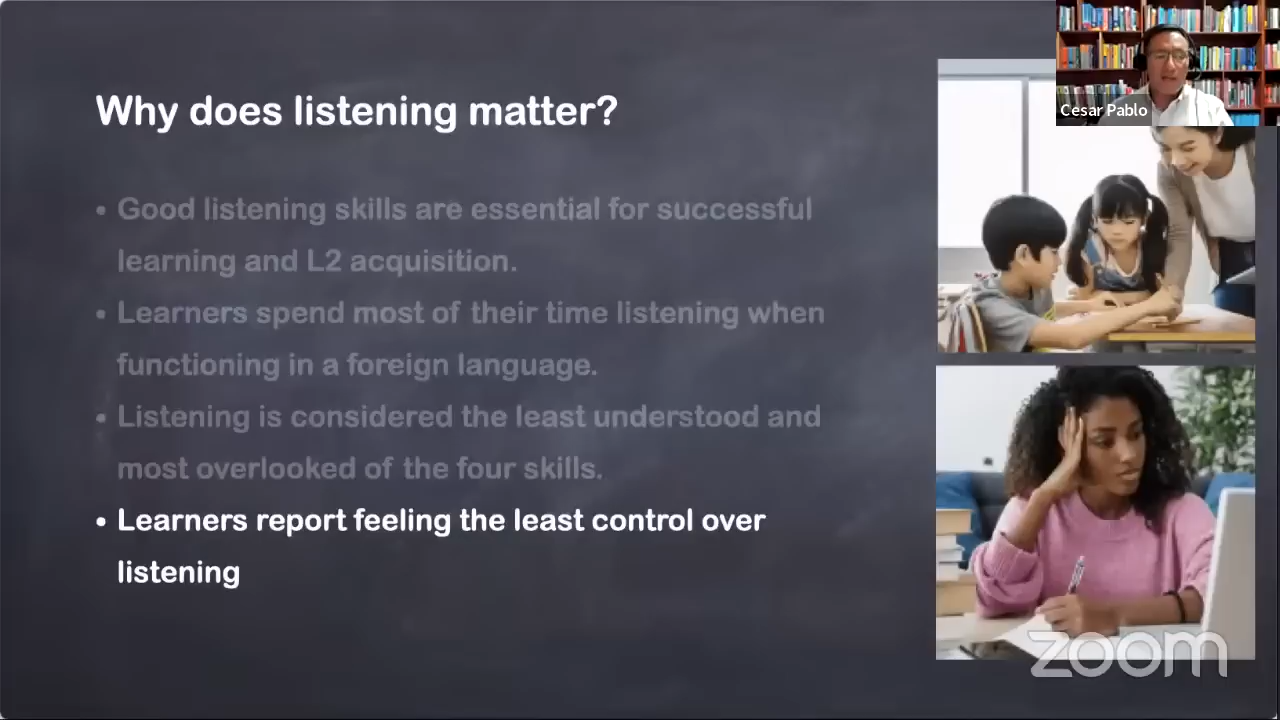 Cesar Pablo
Why does listening matter?
• Good listening skills are essential for successful
learning and L2 acquisition.
• Learners spend most of their time listening when
functioning in a foreign language.
• Listening is considered the least understood and
most overlooked of the four skills.
• Learners report feeling the least control over
listening
zoom